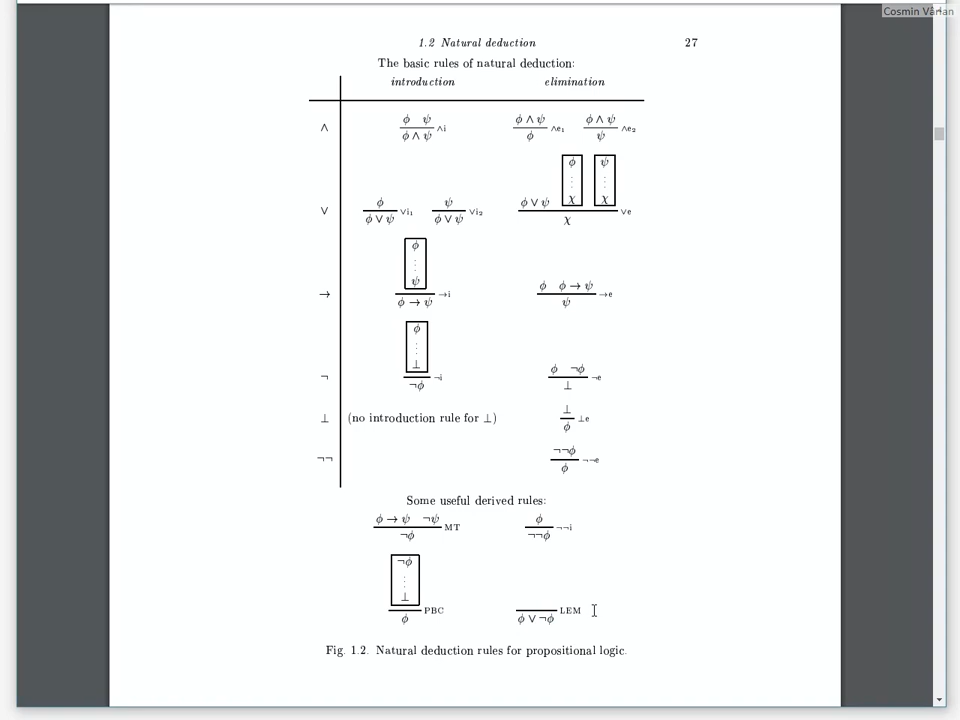 Cosmin Vârlan
1.2 Natural deduction 27
The basic rules of natural deduction:
introduction elimination
∧ ϕ ψ / ϕ ∧ ψ ∧i ϕ ∧ ψ / ϕ ∧e₁ ϕ ∧ ψ / ψ ∧e₂
∨ ϕ / ϕ ∨ ψ ∨i₁ ψ / ϕ ∨ ψ ∨i₂ ϕ ∨ ψ ϕ ⋮ χ ψ ⋮ χ / χ ∨e
→ ϕ ⋮ ψ / ϕ → ψ →i ϕ ϕ → ψ / ψ →e
¬ ϕ ⋮ ⊥ / ¬ϕ ¬i ϕ ¬ϕ / ⊥ ¬e
⊥ (no introduction rule for ⊥) ⊥ / ϕ ⊥e
¬¬ ¬¬ϕ / ϕ ¬¬e
Some useful derived rules:
ϕ → ψ ¬ψ / ¬ϕ MT ϕ / ¬¬ϕ ¬¬i
¬ϕ ⋮ ⊥ / ϕ PBC ϕ ∨ ¬ϕ LEM
Fig. 1.2. Natural deduction rules for propositional logic.